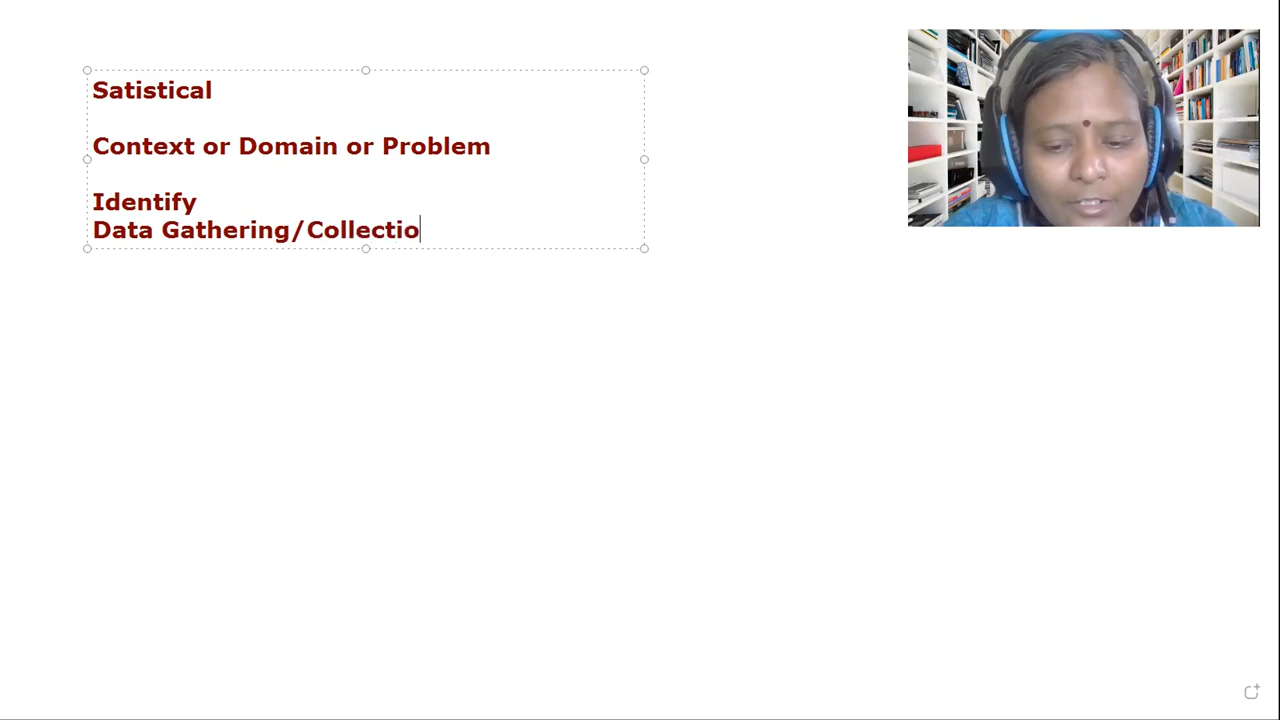 Satistical
Context or Domain or Problem
Identify
Data Gathering/Collectio